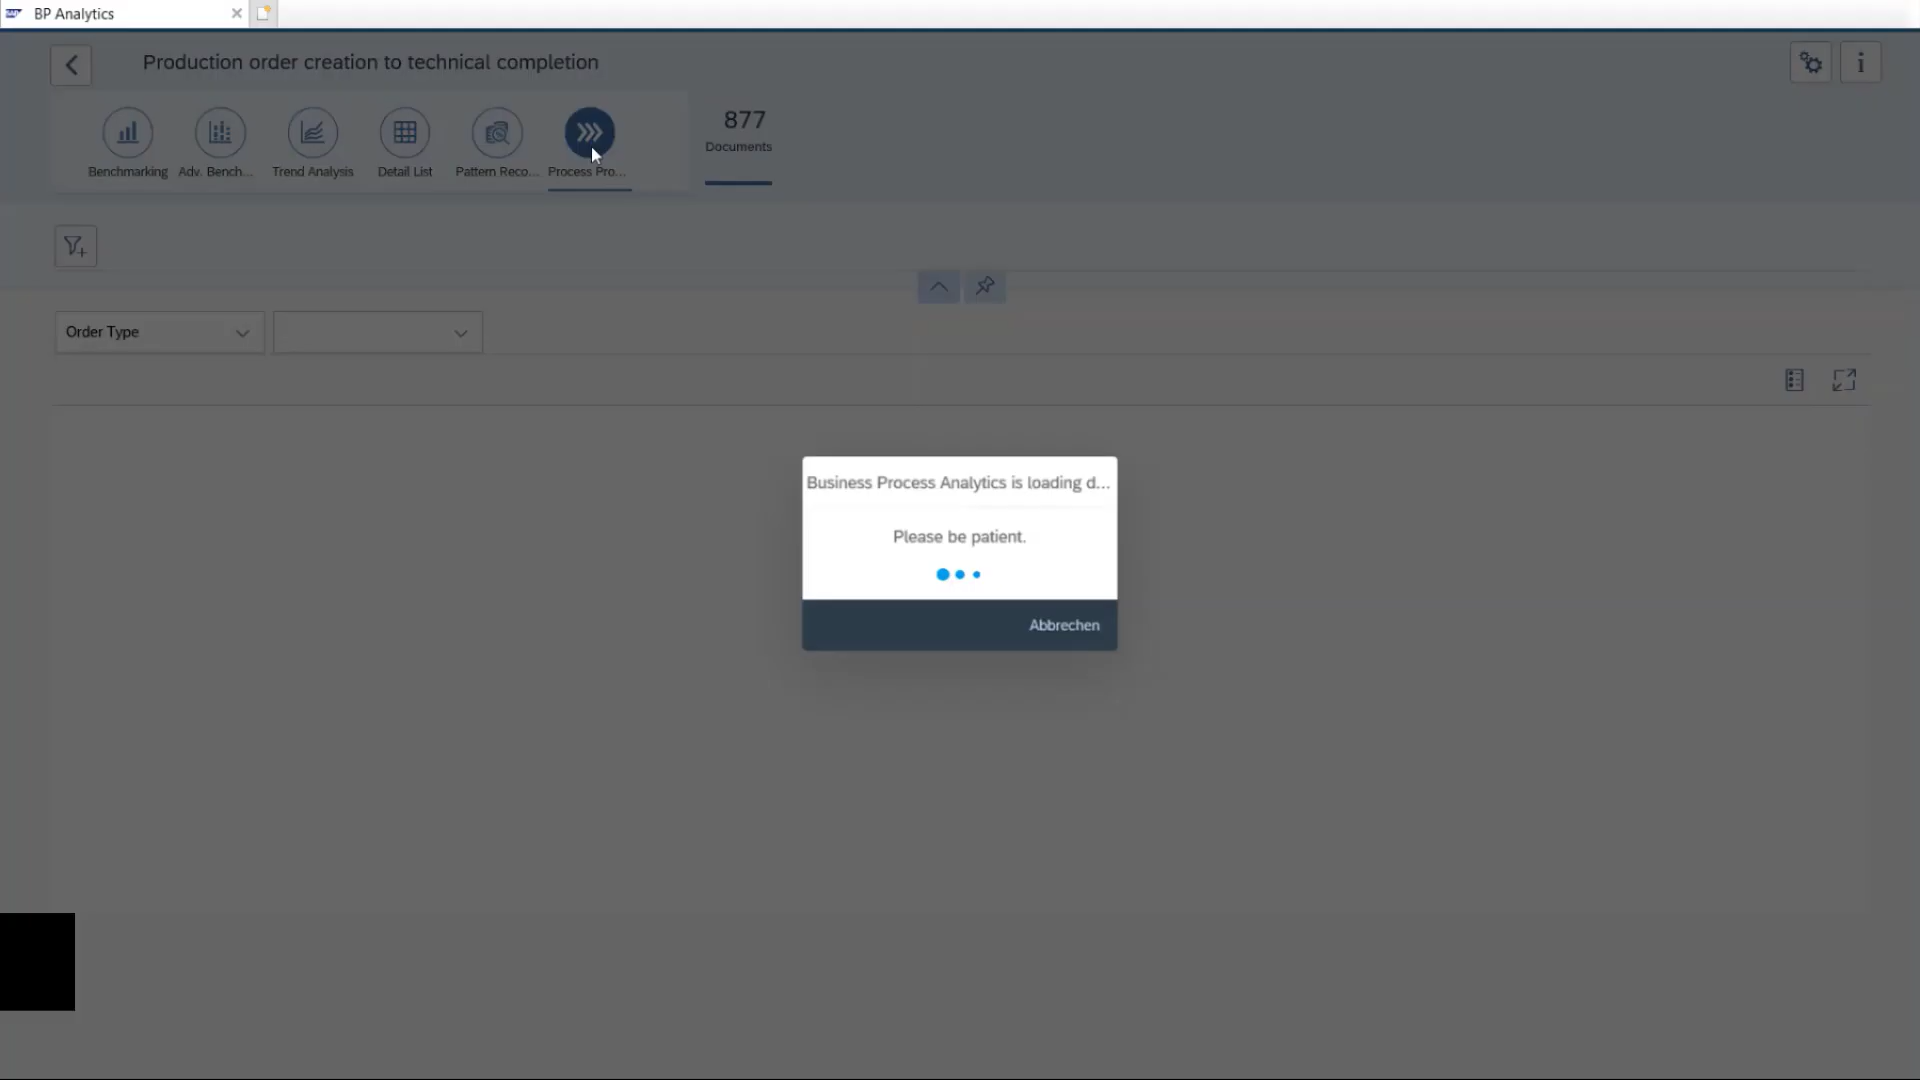 BP Analytics
Production order creation to technical completion
877
Documents
Benchmarking Adv. Bench... Trend Analysis Detail List Pattern Reco... Process Pro...
Order Type
Business Process Analytics is loading d...
Please be patient.
Abbrechen